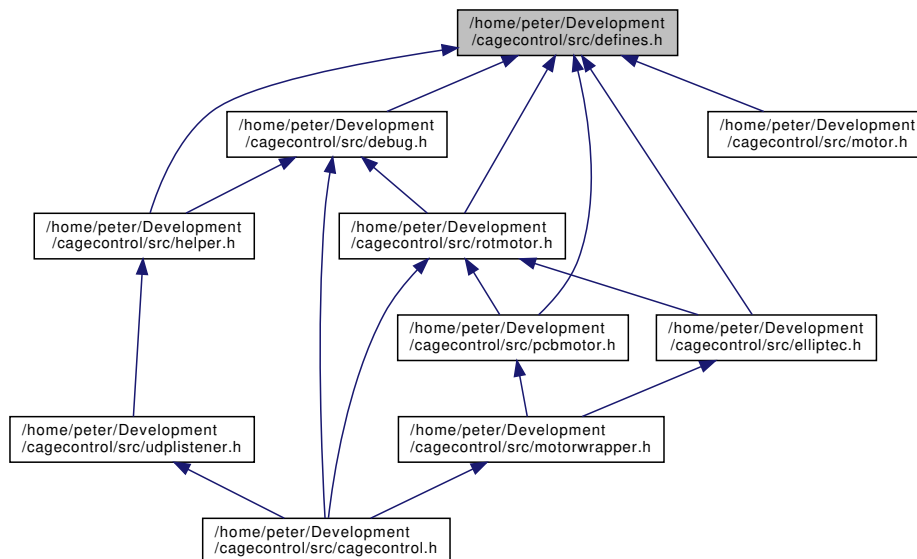 /home/peter/Development
/cagecontrol/src/defines.h
/home/peter/Development
/cagecontrol/src/debug.h
/home/peter/Development
/cagecontrol/src/motor.h
/home/peter/Development
/cagecontrol/src/helper.h
/home/peter/Development
/cagecontrol/src/rotmotor.h
/home/peter/Development
/cagecontrol/src/pcbmotor.h
/home/peter/Development
/cagecontrol/src/elliptec.h
/home/peter/Development
/cagecontrol/src/udplistener.h
/home/peter/Development
/cagecontrol/src/motorwrapper.h
/home/peter/Development
/cagecontrol/src/cagecontrol.h